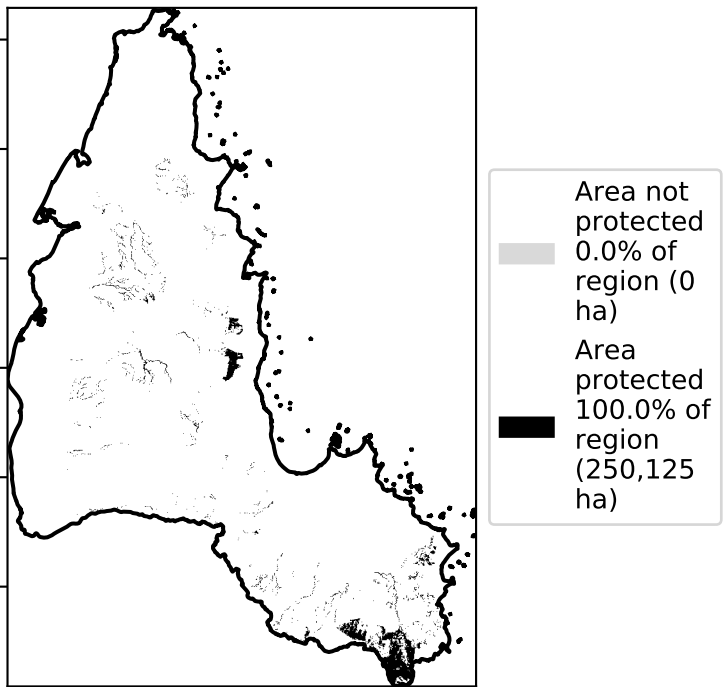 Area not
protected
0.0% of
region (0
ha)
Area
protected
100.0% of
region
(250,125
ha)